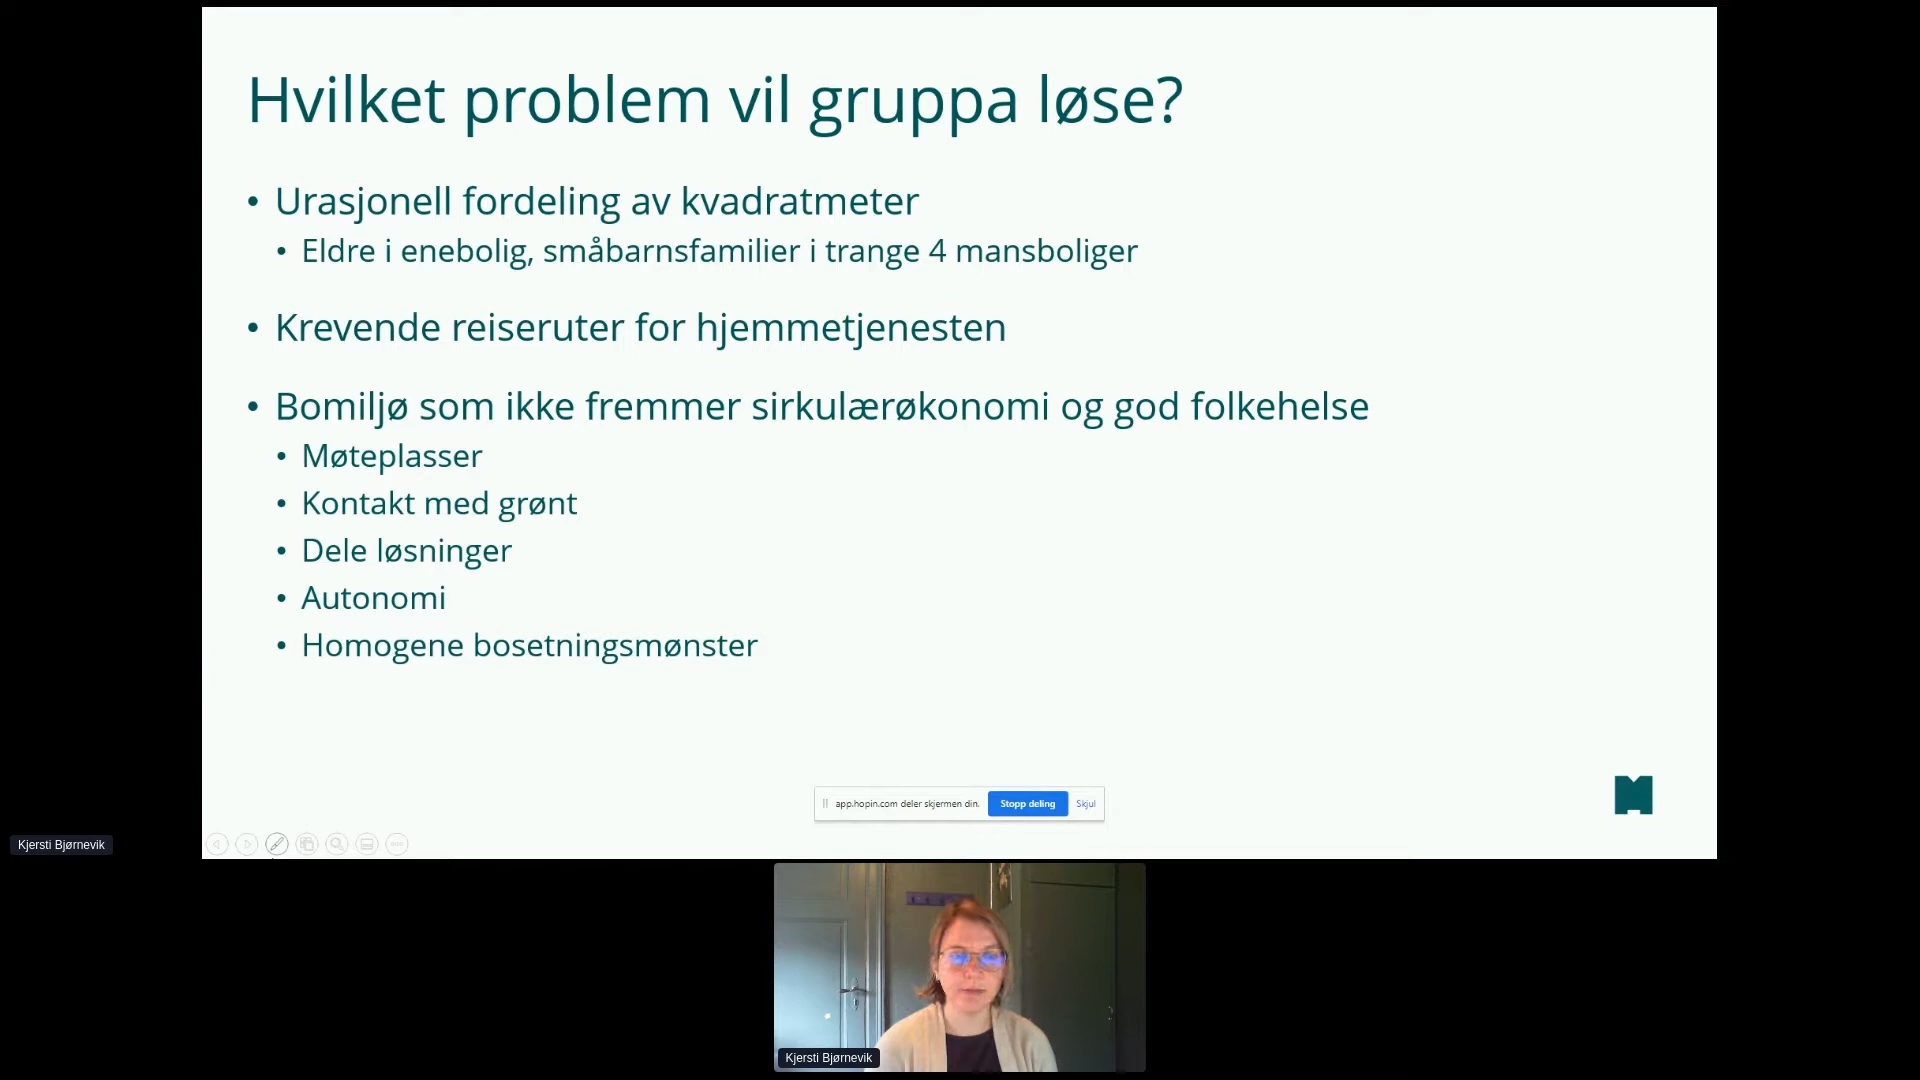 Hvilket problem vil gruppa løse?
• Urasjonell fordeling av kvadratmeter
• Eldre i enebolig, småbarnsfamilier i trange 4 mansboliger
• Krevende reiseruter for hjemmetjenesten
• Bomiljø som ikke fremmer sirkulærøkonomi og god folkehelse
• Møteplasser
• Kontakt med grønt
• Dele løsninger
• Autonomi
• Homogene bosetningsmønster
app.hopin.com deler skjermen din. Stopp deling Skjul
Kjersti Bjørnevik
Kjersti Bjørnevik